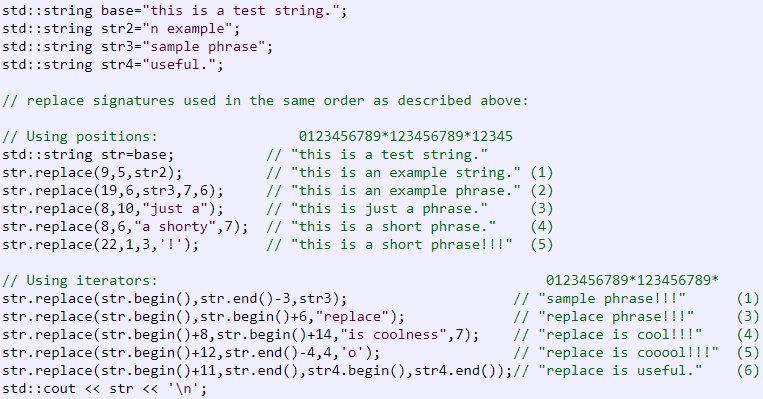 std::string base="this is a test string.";
std::string str2="n example";
std::string str3="sample phrase";
std::string str4="useful.";

// replace signatures used in the same order as described above:

// Using positions:                 0123456789*123456789*12345
std::string str=base;           // "this is a test string."
str.replace(9,5,str2);          // "this is an example string." (1)
str.replace(19,6,str3,7,6);     // "this is an example phrase." (2)
str.replace(8,10,"just a");     // "this is just a phrase."     (3)
str.replace(8,6,"a shorty",7);  // "this is a short phrase."    (4)
str.replace(22,1,3,'!');        // "this is a short phrase!!!"  (5)

// Using iterators:                                               0123456789*123456789*
str.replace(str.begin(),str.end()-3,str3);                    // "sample phrase!!!"      (1)
str.replace(str.begin(),str.begin()+6,"replace");             // "replace phrase!!!"     (3)
str.replace(str.begin()+8,str.begin()+14,"is coolness",7);    // "replace is cool!!!"    (4)
str.replace(str.begin()+12,str.end()-4,4,'o');                // "replace is cooool!!!"  (5)
str.replace(str.begin()+11,str.end(),str4.begin(),str4.end());// "replace is useful."    (6)
std::cout << str << '\n';